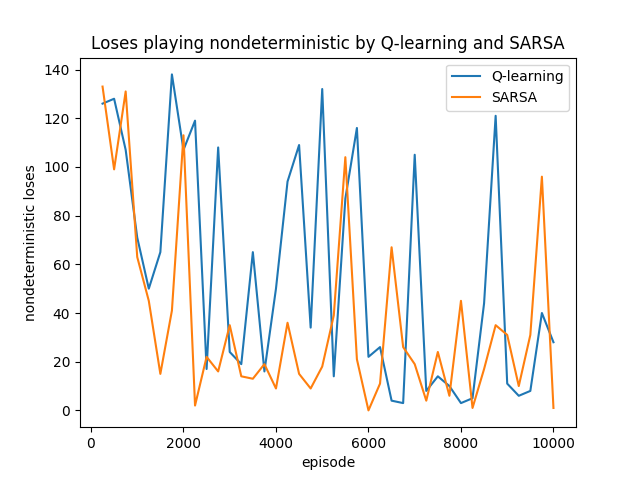 Loses playing nondeterministic by Q-learning and SARSA
Q-learning
SARSA
nondeterministic loses
140
120
100
80
60
40
20
0
0 2000 4000 6000 8000 10000
episode